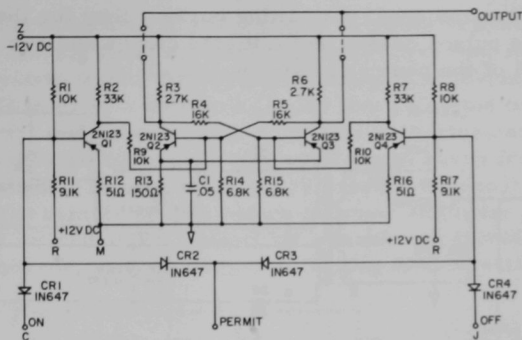 OUTPUT
Z
-12V DC
R1
10K
R2
33K
R3
2.7K
R4
16K
R5
16K
R6
2.7K
R7
33K
R8
10K
2N123
Q1
2N123
Q2
2N123
Q3
2N123
Q4
R9
10K
R10
10K
R11
9.1K
R12
51Ω
R13
150Ω
C1
.05
R14
6.8K
R15
6.8K
R16
51Ω
R17
9.1K
+12V DC
R
M
+12V DC
R
CR2
IN647
CR3
IN647
CR1
IN647
CR4
IN647
ON
C
PERMIT
OFF
J